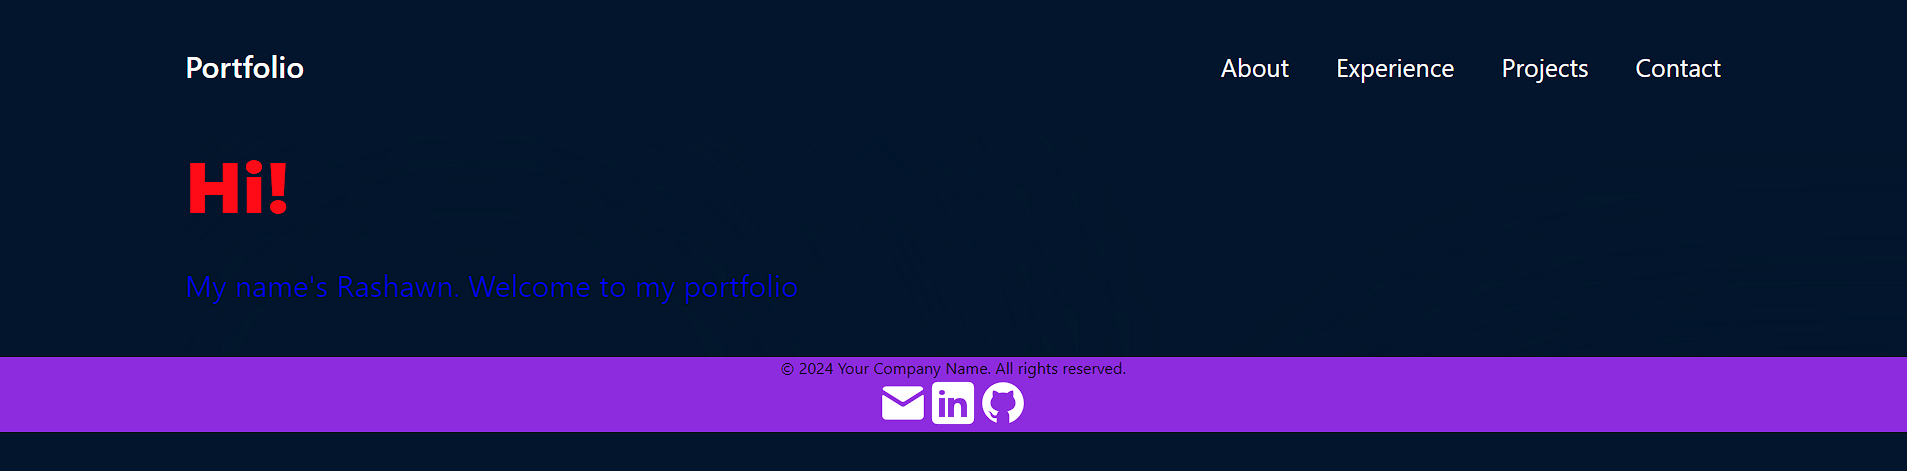 Portfolio
About Experience Projects Contact
Hi!
My name's Rashawn. Welcome to my portfolio
© 2024 Your Company Name. All rights reserved.
in